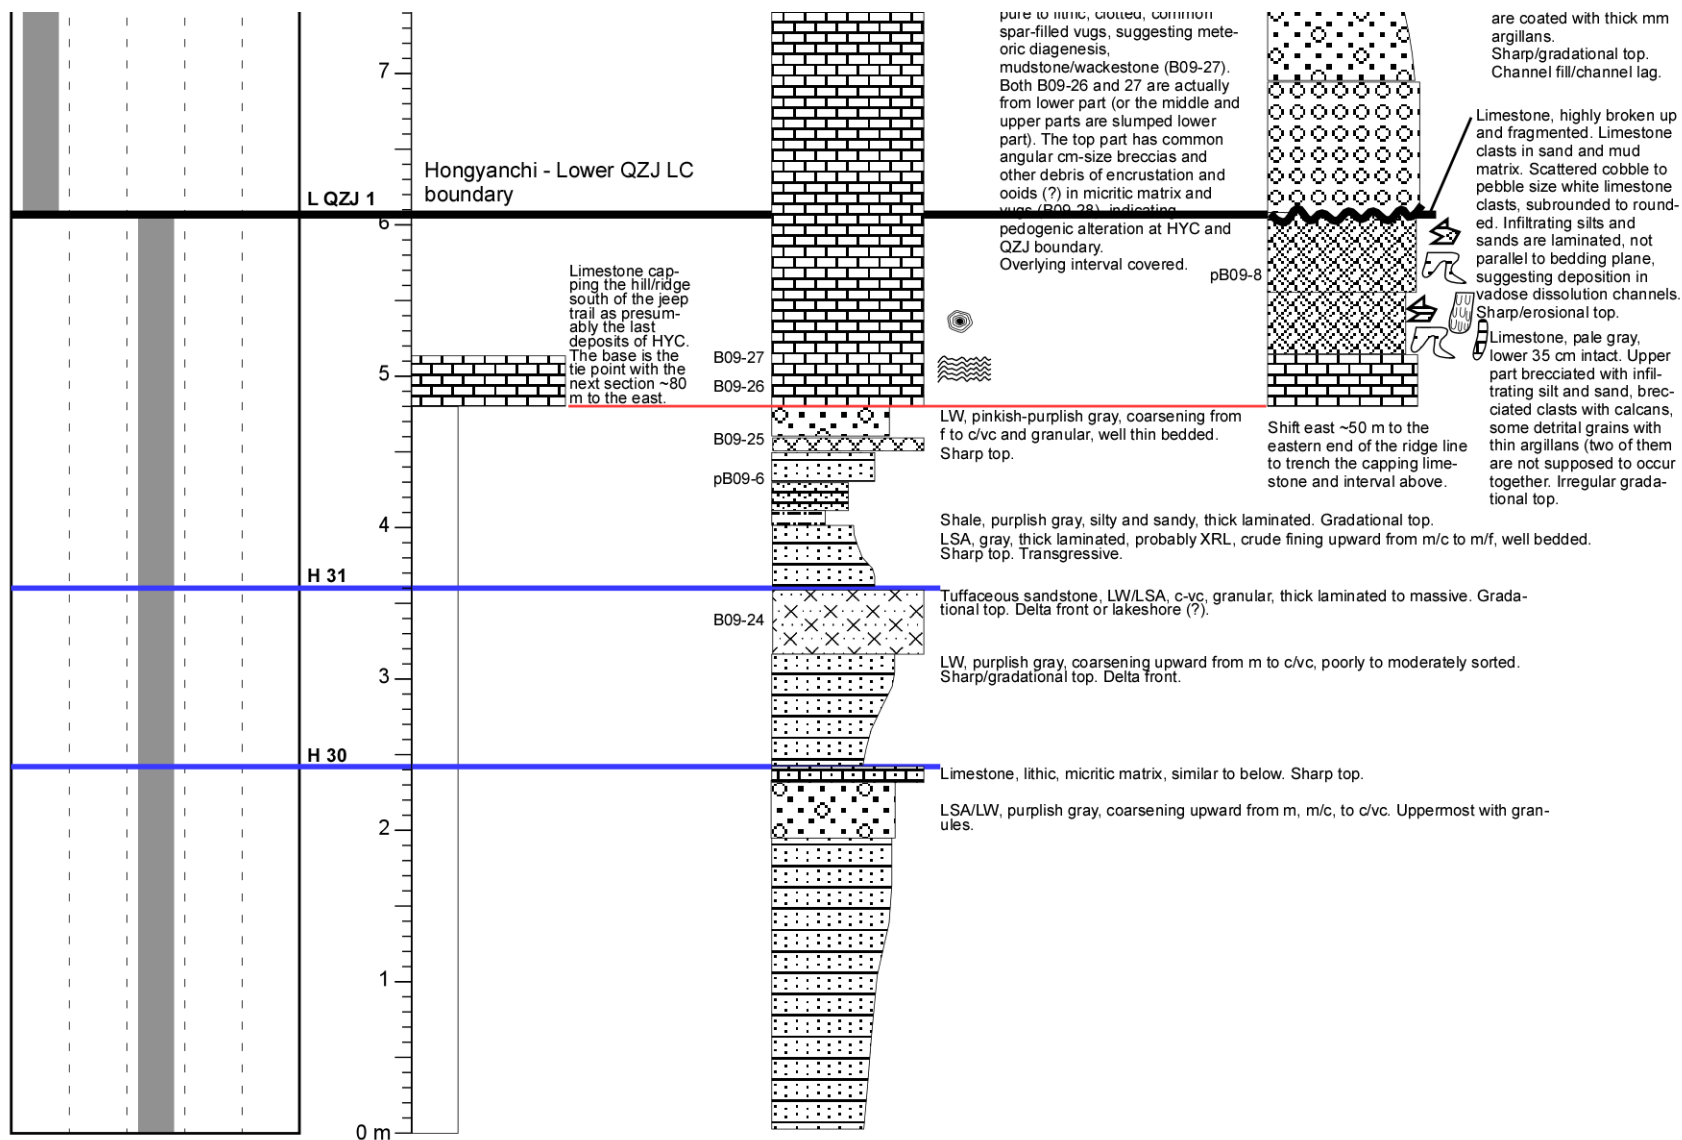 pure to lithic, clotted, common
spar-filled vugs, suggesting mete-
oric diagenesis,
mudstone/wackestone (B09-27).
Both B09-26 and 27 are actually
from lower part (or the middle and
upper parts are slumped lower
part). The top part has common
angular cm-size breccias and
other debris of encrustation and
ooids (?) in micritic matrix and
vugs (B09-28), indicating
pedogenic alteration at HYC and
QZJ boundary.
Overlying interval covered.
are coated with thick mm
argillans.
Sharp/gradational top.
Channel fill/channel lag.
Limestone, highly broken up
and fragmented. Limestone
clasts in sand and mud
matrix. Scattered cobble to
pebble size white limestone
clasts, subrounded to round-
ed. Infiltrating silts and
sands are laminated, not
parallel to bedding plane,
suggesting deposition in
vadose dissolution channels.
Sharp/erosional top.
Limestone, pale gray,
lower 35 cm intact. Upper
part brecciated with infil-
trating silt and sand, brec-
ciated clasts with calcans,
some detrital grains with
thin argillans (two of them
are not supposed to occur
together. Irregular grada-
tional top.
7
Hongyanchi - Lower QZJ LC
boundary
L QZJ 1
6
pB09-8
Limestone cap-
ping the hill/ridge
south of the jeep
trail as presum-
ably the last
deposits of HYC.
The base is the
tie point with the
next section ~80
m to the east.
B09-27
5
B09-26
LW, pinkish-purplish gray, coarsening from
f to c/vc and granular, well thin bedded.
Sharp top.
Shift east ~50 m to the
eastern end of the ridge line
to trench the capping lime-
stone and interval above.
B09-25
pB09-6
4
Shale, purplish gray, silty and sandy, thick laminated. Gradational top.
LSA, gray, thick laminated, probably XRL, crude fining upward from m/c to m/f, well bedded.
Sharp top. Transgressive.
H 31
Tuffaceous sandstone, LW/LSA, c-vc, granular, thick laminated to massive. Grada-
tional top. Delta front or lakeshore (?).
B09-24
3
LW, purplish gray, coarsening upward from m to c/vc, poorly to moderately sorted.
Sharp/gradational top. Delta front.
H 30
Limestone, lithic, micritic matrix, similar to below. Sharp top.
LSA/LW, purplish gray, coarsening upward from m, m/c, to c/vc. Uppermost with gran-
ules.
2
1
0 m